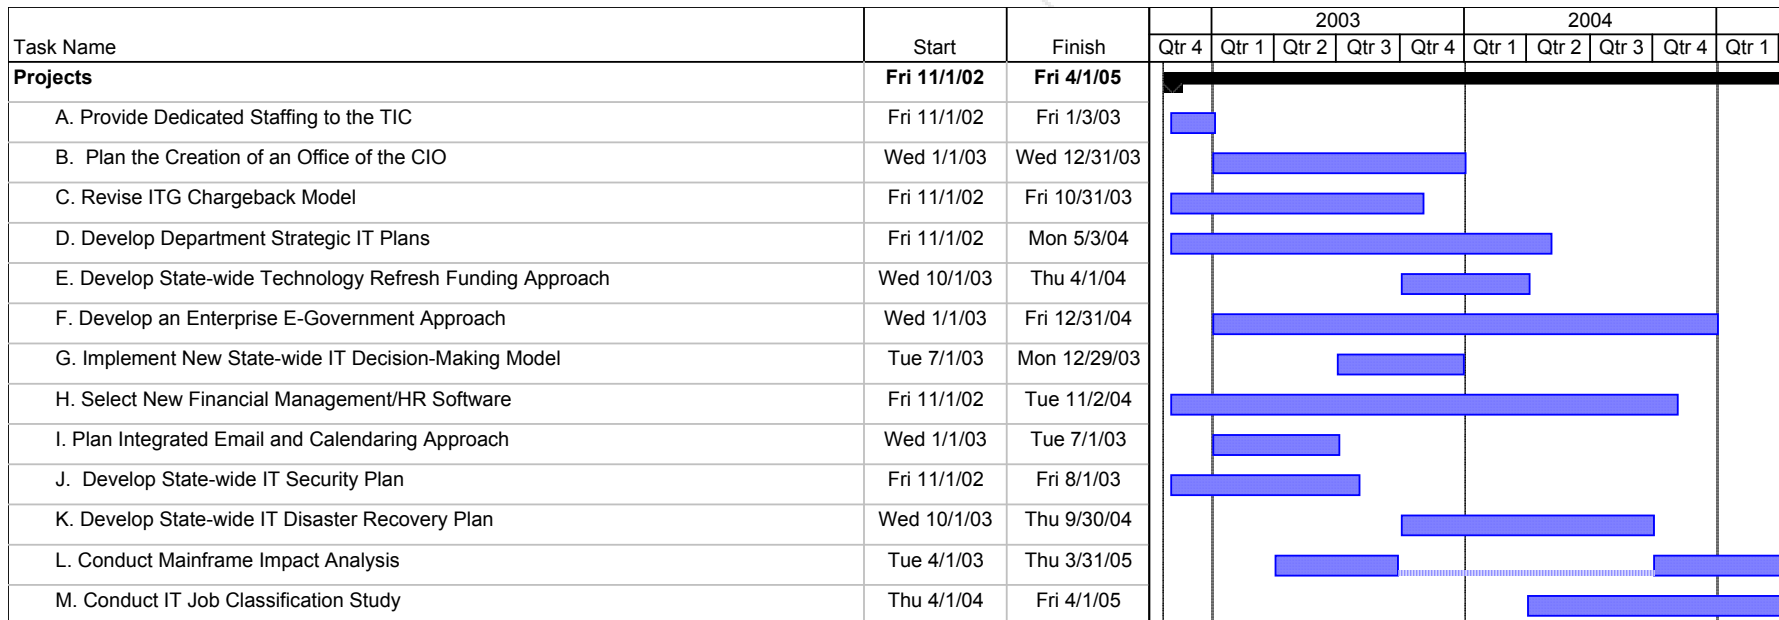 2003 2004
Task Name Start Finish Qtr 4 Qtr 1 Qtr 2 Qtr 3 Qtr 4 Qtr 1 Qtr 2 Qtr 3 Qtr 4 Qtr 1
Projects Fri 11/1/02 Fri 4/1/05
A. Provide Dedicated Staffing to the TIC Fri 11/1/02 Fri 1/3/03
B. Plan the Creation of an Office of the CIO Wed 1/1/03 Wed 12/31/03
C. Revise ITG Chargeback Model Fri 11/1/02 Fri 10/31/03
D. Develop Department Strategic IT Plans Fri 11/1/02 Mon 5/3/04
E. Develop State-wide Technology Refresh Funding Approach Wed 10/1/03 Thu 4/1/04
F. Develop an Enterprise E-Government Approach Wed 1/1/03 Fri 12/31/04
G. Implement New State-wide IT Decision-Making Model Tue 7/1/03 Mon 12/29/03
H. Select New Financial Management/HR Software Fri 11/1/02 Tue 11/2/04
I. Plan Integrated Email and Calendaring Approach Wed 1/1/03 Tue 7/1/03
J. Develop State-wide IT Security Plan Fri 11/1/02 Fri 8/1/03
K. Develop State-wide IT Disaster Recovery Plan Wed 10/1/03 Thu 9/30/04
L. Conduct Mainframe Impact Analysis Tue 4/1/03 Thu 3/31/05
M. Conduct IT Job Classification Study Thu 4/1/04 Fri 4/1/05